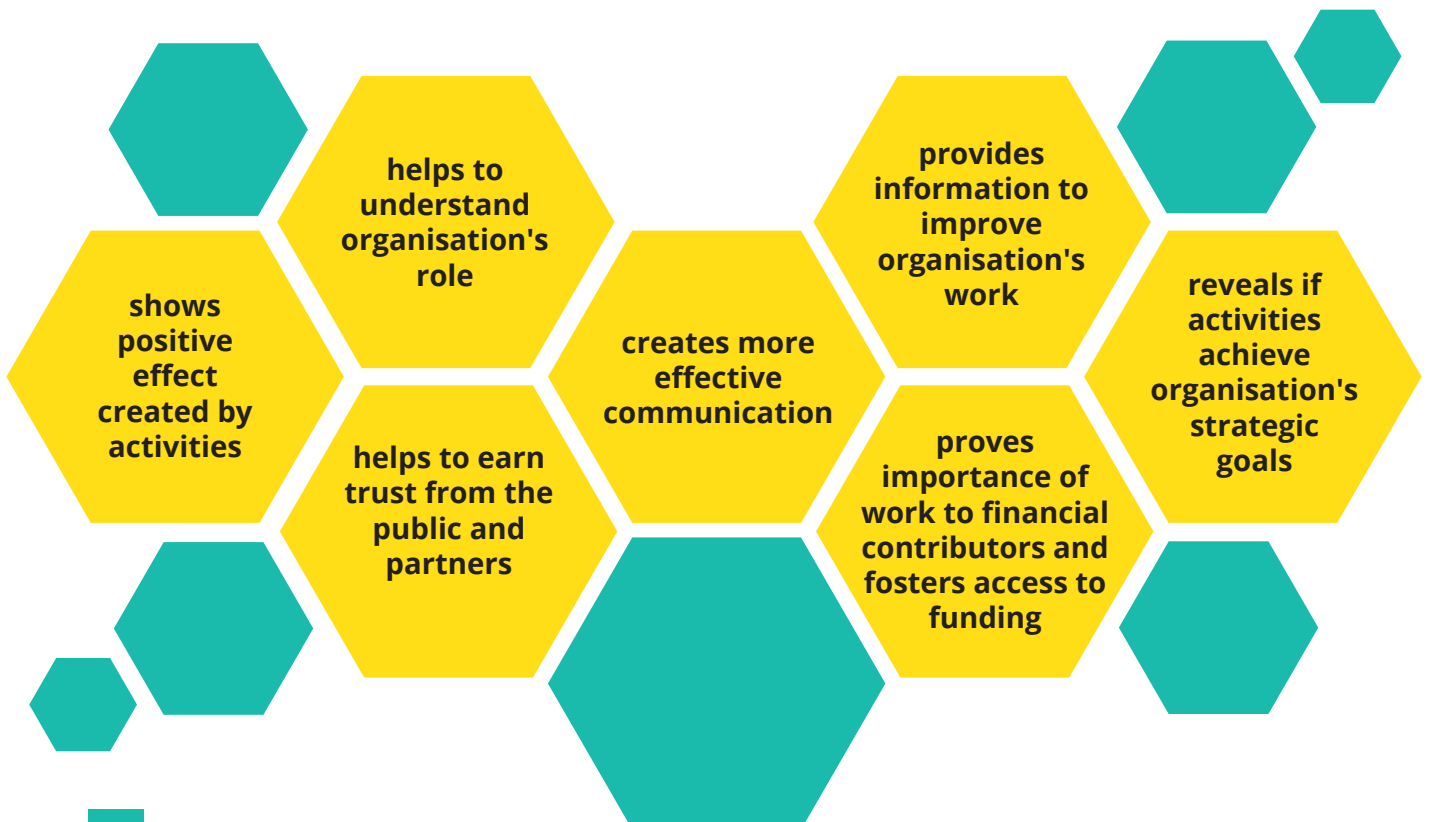 shows
positive
effect
created by
activities
helps to
understand
organisation's
role
helps to earn
trust from the
public and
partners
creates more
effective
communication
provides
information to
improve
organisation's
work
proves
importance of
work to financial
contributors and
fosters access to
funding
reveals if
activities
achieve
organisation's
strategic
goals